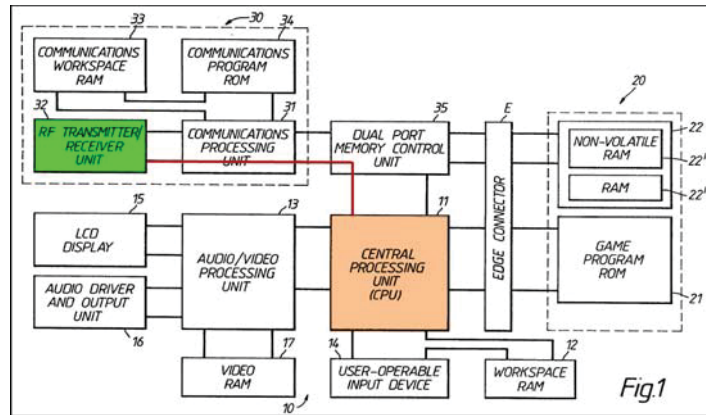 33
30
34
COMMUNICATIONS
WORKSPACE
RAM
COMMUNICATIONS
PROGRAM
ROM
32
31
35
E
20
RF TRANSMITTER/
RECEIVER
UNIT
COMMUNICATIONS
PROCESSING
UNIT
DUAL PORT
MEMORY CONTROL
UNIT
22
NON-VOLATILE
RAM
RAM
15
13
11
LCD
DISPLAY
AUDIO/VIDEO
PROCESSING
UNIT
CENTRAL
PROCESSING
UNIT
(CPU)
EDGE CONNECTOR
GAME
PROGRAM
ROM
AUDIO DRIVER
AND OUTPUT
UNIT
21
16
17
14
12
VIDEO
RAM
USER-OPERABLE
INPUT DEVICE
WORKSPACE
RAM
10
Fig.1